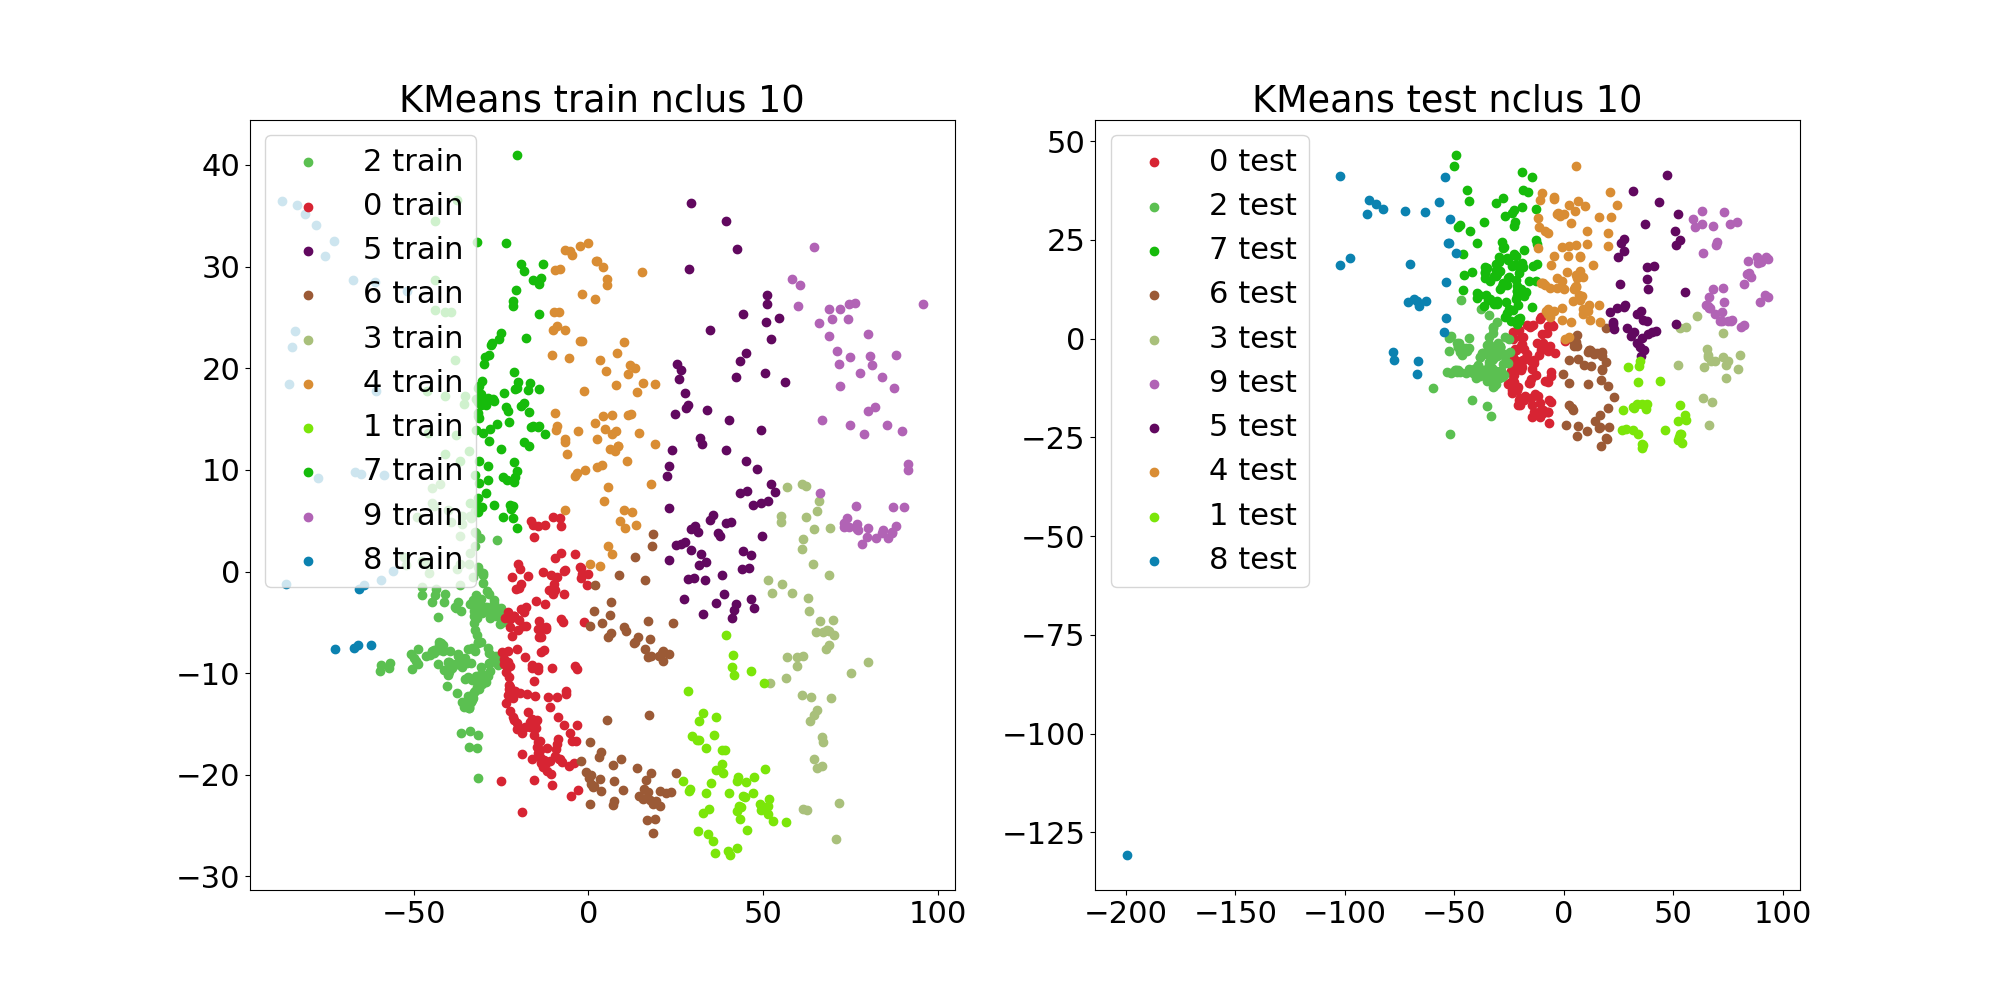 KMeans train nclus 10
40
30
20
10
0
−10
−20
−30
−50
0
50
100
2 train
0 train
5 train
6 train
3 train
4 train
1 train
7 train
9 train
8 train
KMeans test nclus 10
50
25
0
−25
−50
−75
−100
−125
−200
−150
−100
−50
0
50
100
0 test
2 test
7 test
6 test
3 test
9 test
5 test
4 test
1 test
8 test